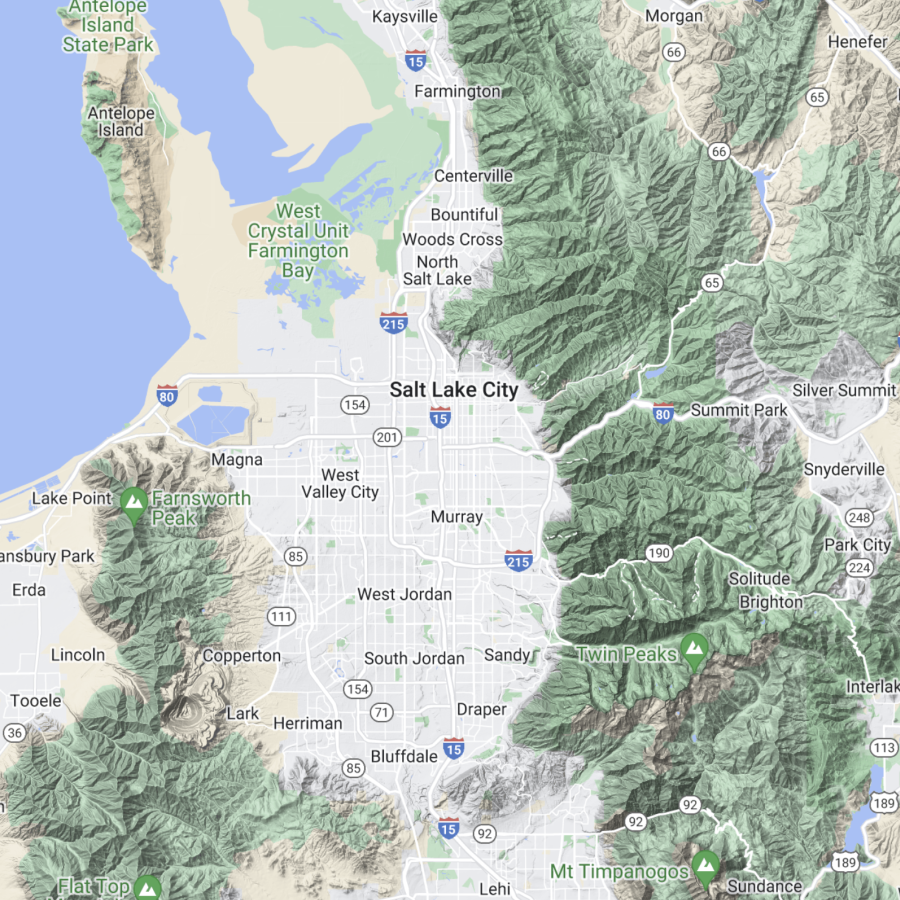 Antelope
Island
State Park
Kaysville
Morgan
66
Henefer
15
Farmington
65
Antelope
Island
66
Centerville
West
Crystal Unit
Farmington
Bay
Bountiful
Woods Cross
North
Salt Lake
65
215
Salt Lake City
80
154
15
80
Summit Park
Silver Summit
201
Magna
West
Valley City
Snyderville
Lake Point
Farnsworth
Peak
Murray
248
ansbury Park
85
215
190
Park City
224
Erda
West Jordan
Solitude
Brighton
111
Lincoln
Copperton
South Jordan
Sandy
Twin Peaks
Interlak
Tooele
154
Lark
71
Draper
Herriman
36
15
113
Bluffdale
85
189
92
92
15
92
Mt Timpanogos
189
Flat Top
Lehi
Sundance